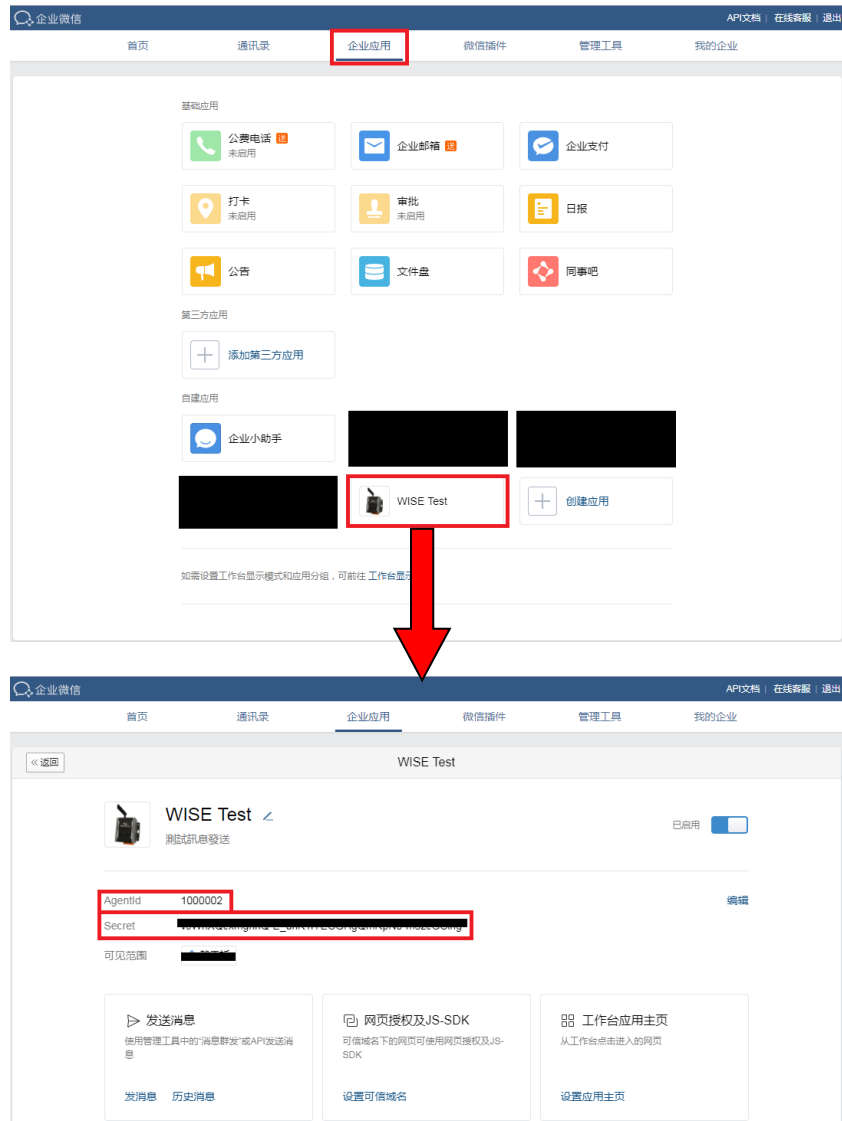 企业微信
API文档 | 在线客服 | 退出
首页 通讯录 企业应用 微信插件 管理工具 我的企业
基础应用
公费电话 送
未启用
企业邮箱 送
企业支付
打卡
未启用
审批
未启用
日报
公告
文件盘
同事吧
第三方应用
添加第三方应用
自建应用
企业小助手
WISE Test
创建应用
如需设置工作台显示模式和应用分组，可前往 工作台显示
企业微信
API文档 | 在线客服 | 退出
首页 通讯录 企业应用 微信插件 管理工具 我的企业
返回
WISE Test
WISE Test
测試訊息發送
已启用
AgentId 1000002
编辑
Secret
可见范围
发送消息
使用管理工具中的“消息群发”或API发送消
息
发消息 历史消息
网页授权及JS-SDK
可信域名下的网页可使用网页授权及JS-
SDK
设置可信域名
工作台应用主页
从工作台点击进入的网页
设置应用主页